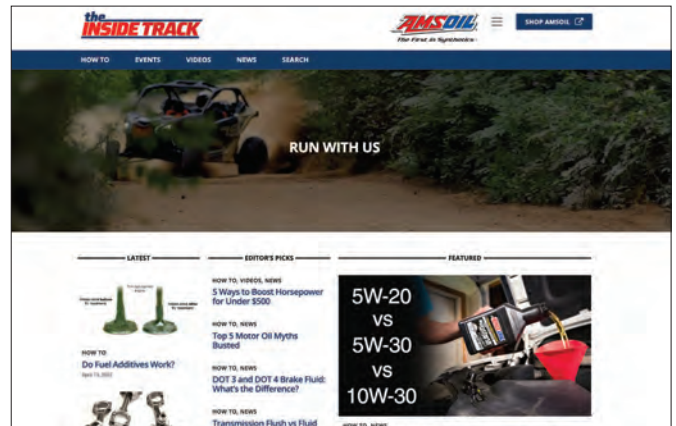 the
INSIDE TRACK
AMSOIL
The First in Synthetics
SHOP AMSOIL
HOW TO
EVENTS
VIDEOS
NEWS
SEARCH
RUN WITH US
LATEST
HOW TO
Do Fuel Additives Work?
EDITOR'S PICKS
HOW TO, VIDEOS, NEWS
5 Ways to Boost Horsepower
for Under $500
HOW TO, NEWS
Top 5 Motor Oil Myths
Busted
HOW TO, NEWS
DOT 3 and DOT 4 Brake Fluid:
What's the Difference?
HOW TO, NEWS
Transmission Flush vs Fluid
FEATURED
5W-20
VS
5W-30
VS
10W-30
HOW TO, NEWS